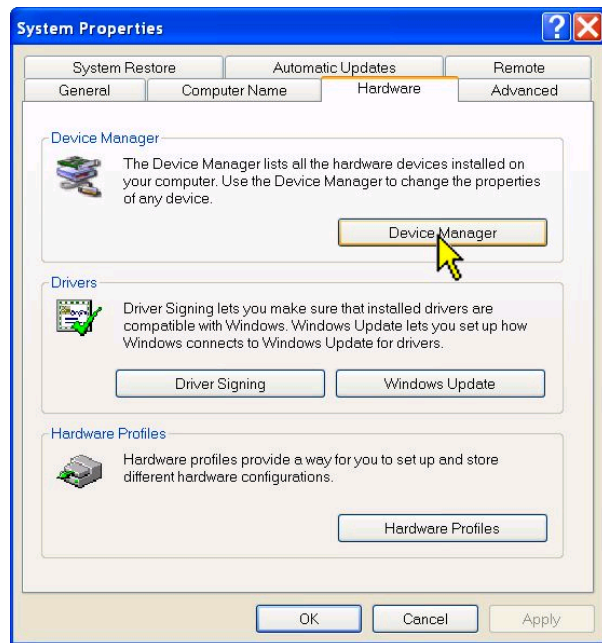 System Properties
System Restore Automatic Updates Remote
General Computer Name Hardware Advanced
Device Manager
The Device Manager lists all the hardware devices installed on
your computer. Use the Device Manager to change the properties
of any device.
Device Manager
Drivers
Driver Signing lets you make sure that installed drivers are
compatible with Windows. Windows Update lets you set up how
Windows connects to Windows Update for drivers.
Driver Signing Windows Update
Hardware Profiles
Hardware profiles provide a way for you to set up and store
different hardware configurations.
Hardware Profiles
OK Cancel Apply